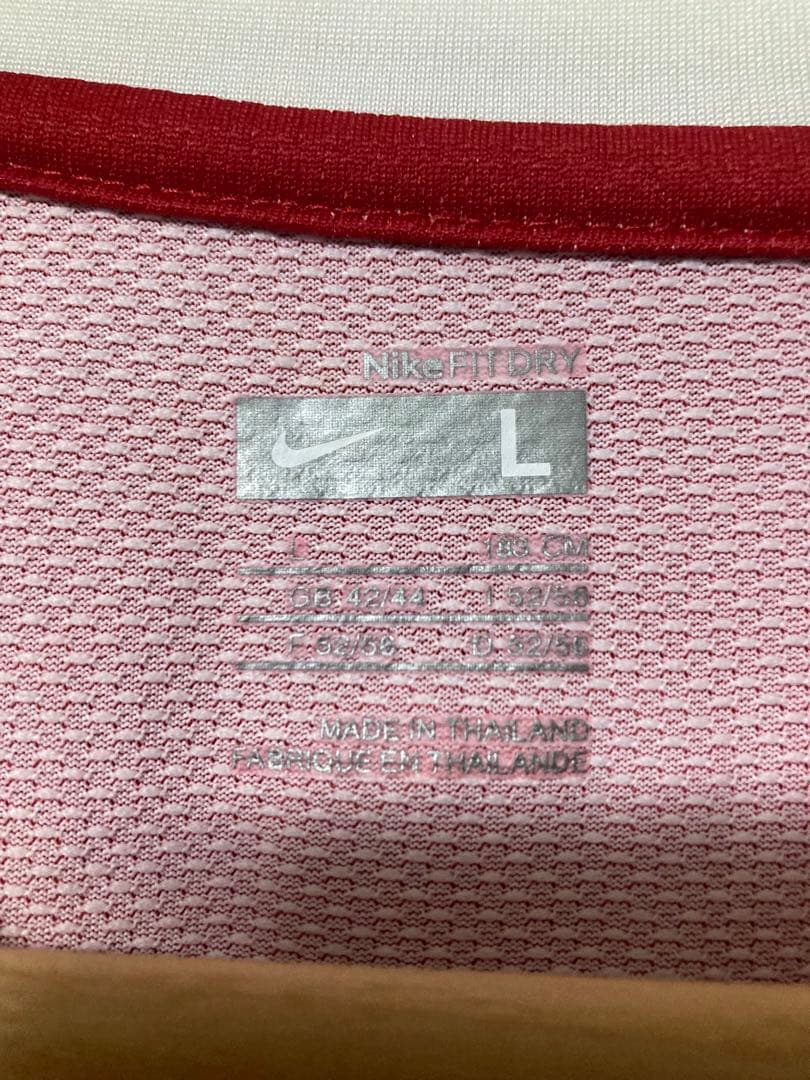 Nike FIT DRY
L
L 183 CM
GB 42/44 I 52/56
F 52/56 D 52/56
MADE IN THAILAND
FABRIQUE EN THAILANDE